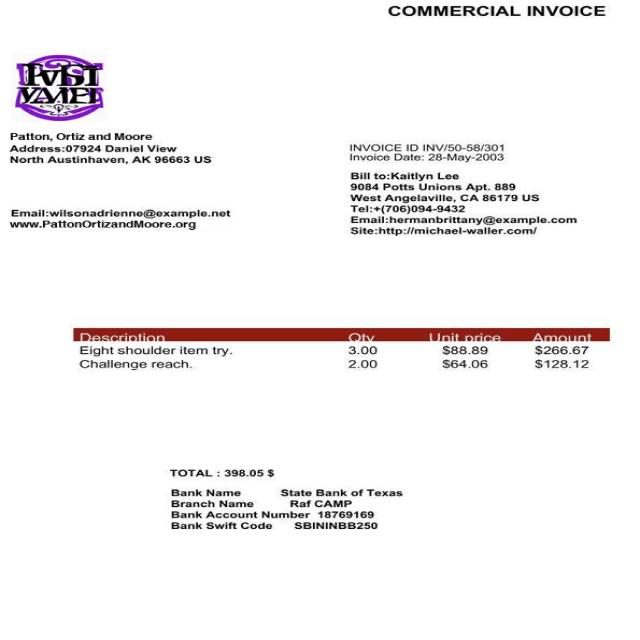 COMMERCIAL INVOICE
Patton, Ortiz and Moore
Address:07924 Daniel View
North Austinhaven, AK 96663 US
Email:wilsonadrienne@example.net
www.PattonOrtizandMoore.org
INVOICE ID INV/50-58/301
Invoice Date: 28-May-2003
Bill to:Kaitlyn Lee
9084 Potts Unions Apt. 889
West Angelaville, CA 86179 US
Tel:+(706)094-9432
Email:hermanbrittany@example.com
Site:http://michael-waller.com/
Description Qty Unit price Amount
Eight shoulder item try. 3.00 $88.89 $266.67
Challenge reach. 2.00 $64.06 $128.12
TOTAL : 398.05 $
Bank Name State Bank of Texas
Branch Name Raf CAMP
Bank Account Number 18769169
Bank Swift Code SBININBB250